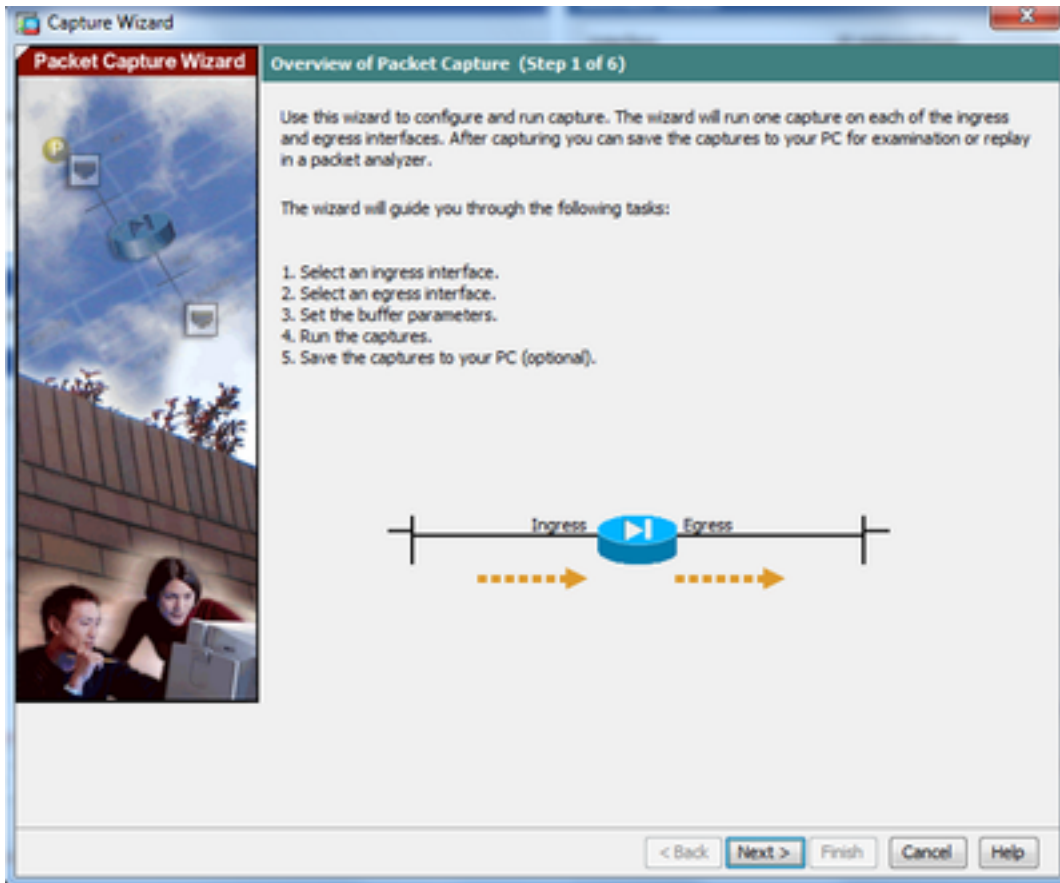 Capture Wizard
Packet Capture Wizard
Overview of Packet Capture (Step 1 of 6)
Use this wizard to configure and run capture. The wizard will run one capture on each of the ingress
and egress interfaces. After capturing you can save the captures to your PC for examination or replay
in a packet analyzer.
The wizard will guide you through the following tasks:
1. Select an ingress interface.
2. Select an egress interface.
3. Set the buffer parameters.
4. Run the captures.
5. Save the captures to your PC (optional).
P
Ingress
Egress
< Back
Next >
Finish
Cancel
Help